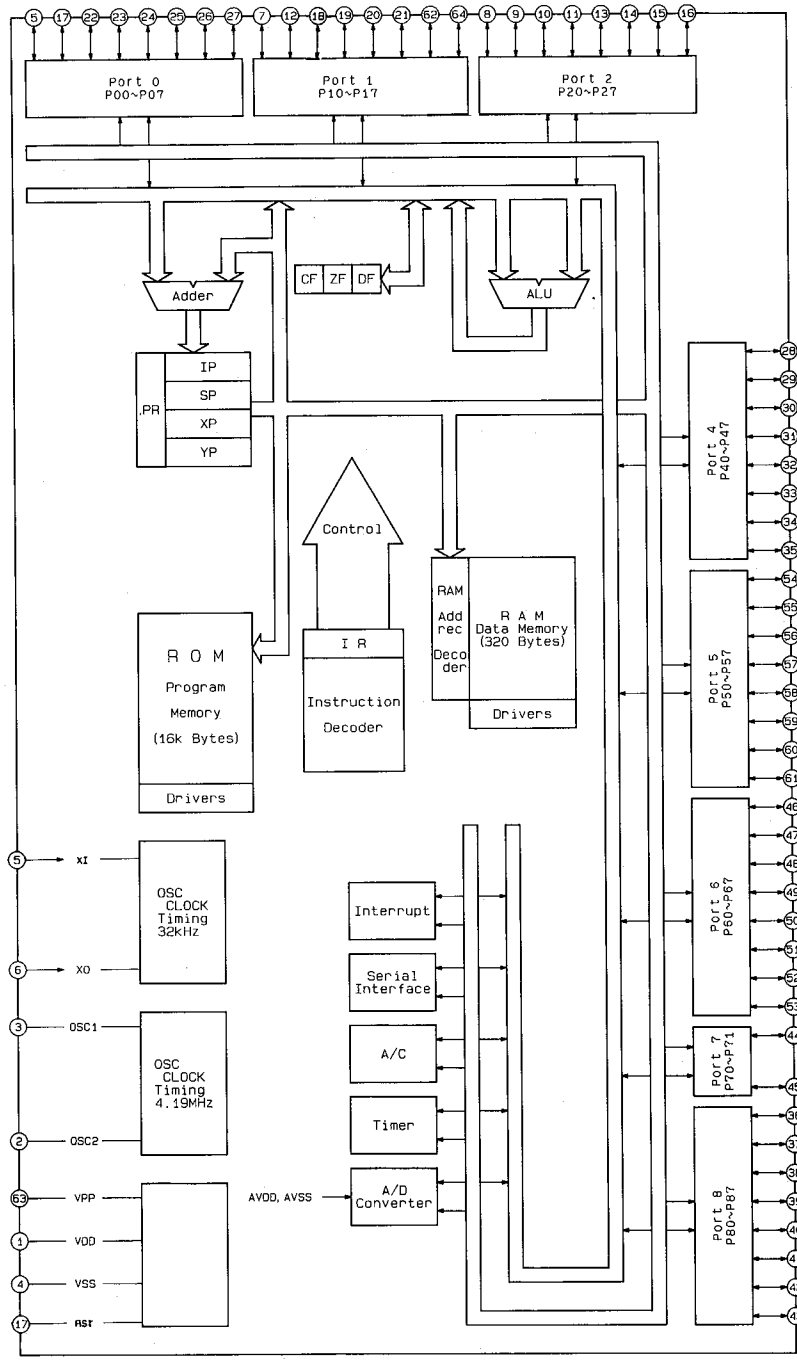 5 17 22 23 24 25 26 27 7 12 18 19 20 21 62 64 8 9 10 11 13 14 15 16
Port 0
P00~P07
Port 1
P10~P17
Port 2
P20~P27
CF ZF DF
Adder
ALU
PR
IP
SP
XP
YP
Control
28
29
30
31
32
33
34
35
Port 4
P40~P47
ROM
Program
Memory
(16k Bytes)
Drivers
IR
Instruction
Decoder
RAM
Add
rec
Decoder
RAM
Data Memory
(320 Bytes)
Drivers
54
55
56
57
58
59
60
61
Port 5
P50~P57
5 XI
6 XO
OSC
CLOCK
Timing
32kHz
3 OSC1
2 OSC2
OSC
CLOCK
Timing
4.19MHz
63 VPP
1 VDD
4 VSS
17 RST
Interrupt
Serial
Interface
A/C
Timer
AVDD, AVSS
A/D
Converter
46
47
48
49
50
51
52
53
Port 6
P60~P67
44
45
Port 7
P70~P71
36
37
38
39
Port 8
P80~P87